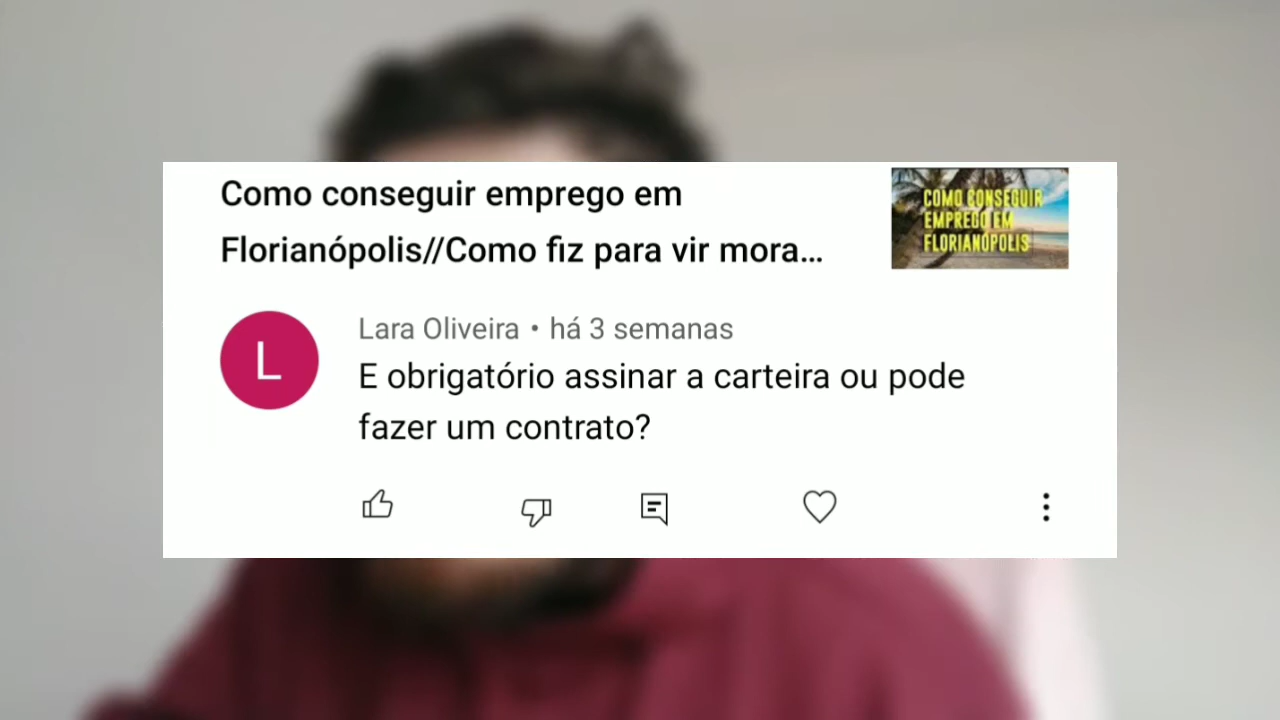 Como conseguir emprego em
Florianópolis//Como fiz para vir mora...
COMO CONSEGUIR
EMPREGO EM
FLORIANÓPOLIS
L
Lara Oliveira • há 3 semanas
E obrigatório assinar a carteira ou pode
fazer um contrato?